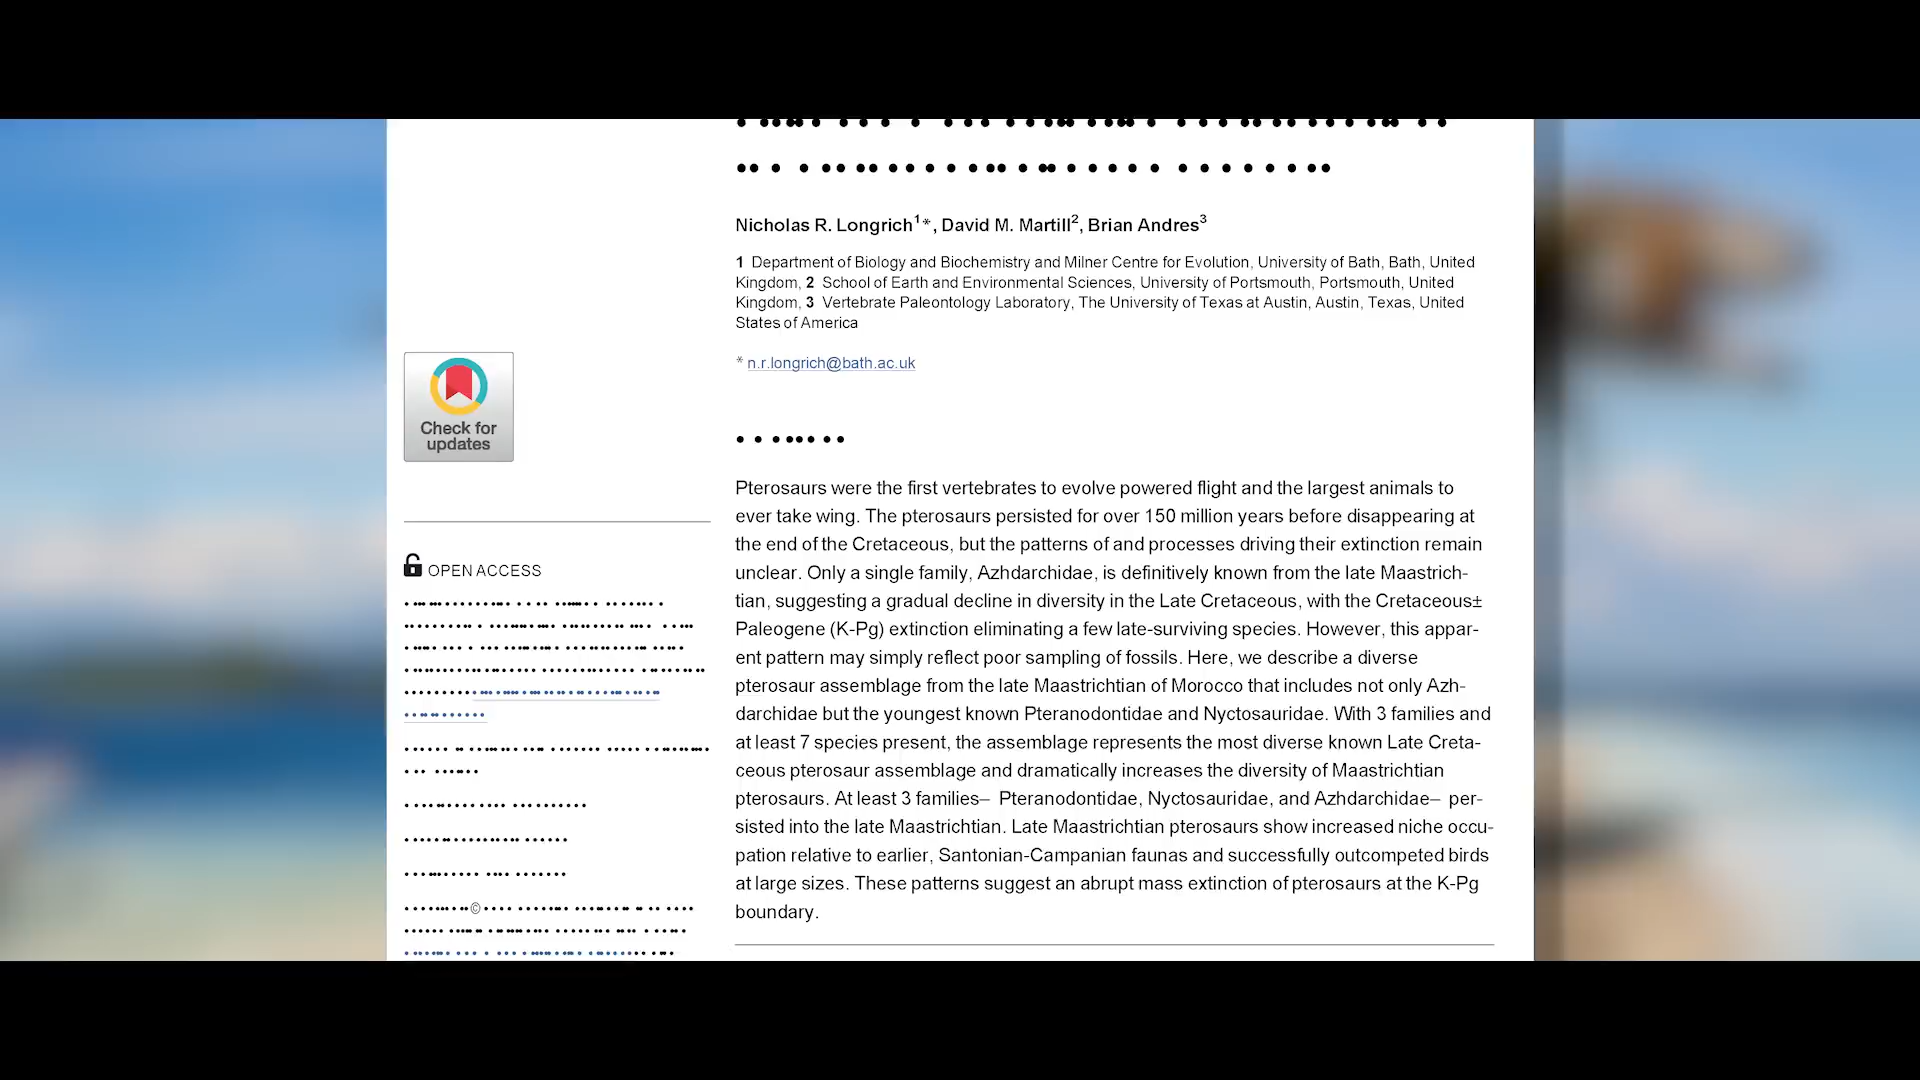 Nicholas R. Longrich1*, David M. Martill2, Brian Andres3
1 Department of Biology and Biochemistry and Milner Centre for Evolution, University of Bath, Bath, United
Kingdom, 2 School of Earth and Environmental Sciences, University of Portsmouth, Portsmouth, United
Kingdom, 3 Vertebrate Paleontology Laboratory, The University of Texas at Austin, Austin, Texas, United
States of America
* n.r.longrich@bath.ac.uk
Check for
updates
OPEN ACCESS
©
Pterosaurs were the first vertebrates to evolve powered flight and the largest animals to
ever take wing. The pterosaurs persisted for over 150 million years before disappearing at
the end of the Cretaceous, but the patterns of and processes driving their extinction remain
unclear. Only a single family, Azhdarchidae, is definitively known from the late Maastrich-
tian, suggesting a gradual decline in diversity in the Late Cretaceous, with the Cretaceous±
Paleogene (K-Pg) extinction eliminating a few late-surviving species. However, this appar-
ent pattern may simply reflect poor sampling of fossils. Here, we describe a diverse
pterosaur assemblage from the late Maastrichtian of Morocco that includes not only Azh-
darchidae but the youngest known Pteranodontidae and Nyctosauridae. With 3 families and
at least 7 species present, the assemblage represents the most diverse known Late Creta-
ceous pterosaur assemblage and dramatically increases the diversity of Maastrichtian
pterosaurs. At least 3 families– Pteranodontidae, Nyctosauridae, and Azhdarchidae– per-
sisted into the late Maastrichtian. Late Maastrichtian pterosaurs show increased niche occu-
pation relative to earlier, Santonian-Campanian faunas and successfully outcompeted birds
at large sizes. These patterns suggest an abrupt mass extinction of pterosaurs at the K-Pg
boundary.